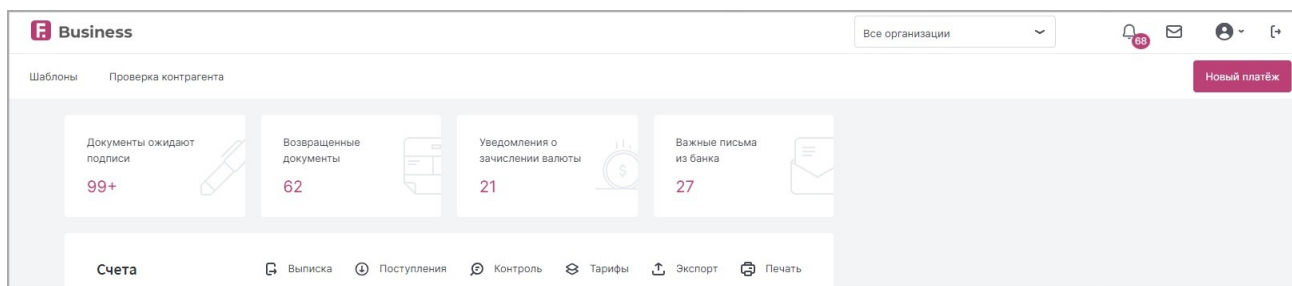 F. Business
Все организации
68
Шаблоны
Проверка контрагента
Новый платёж
Документы ожидают
подписи
99+
Возвращенные
документы
62
Уведомления о
зачислении валюты
21
Важные письма
из банка
27
Счета
Выписка
Поступления
Контроль
Тарифы
Экспорт
Печать